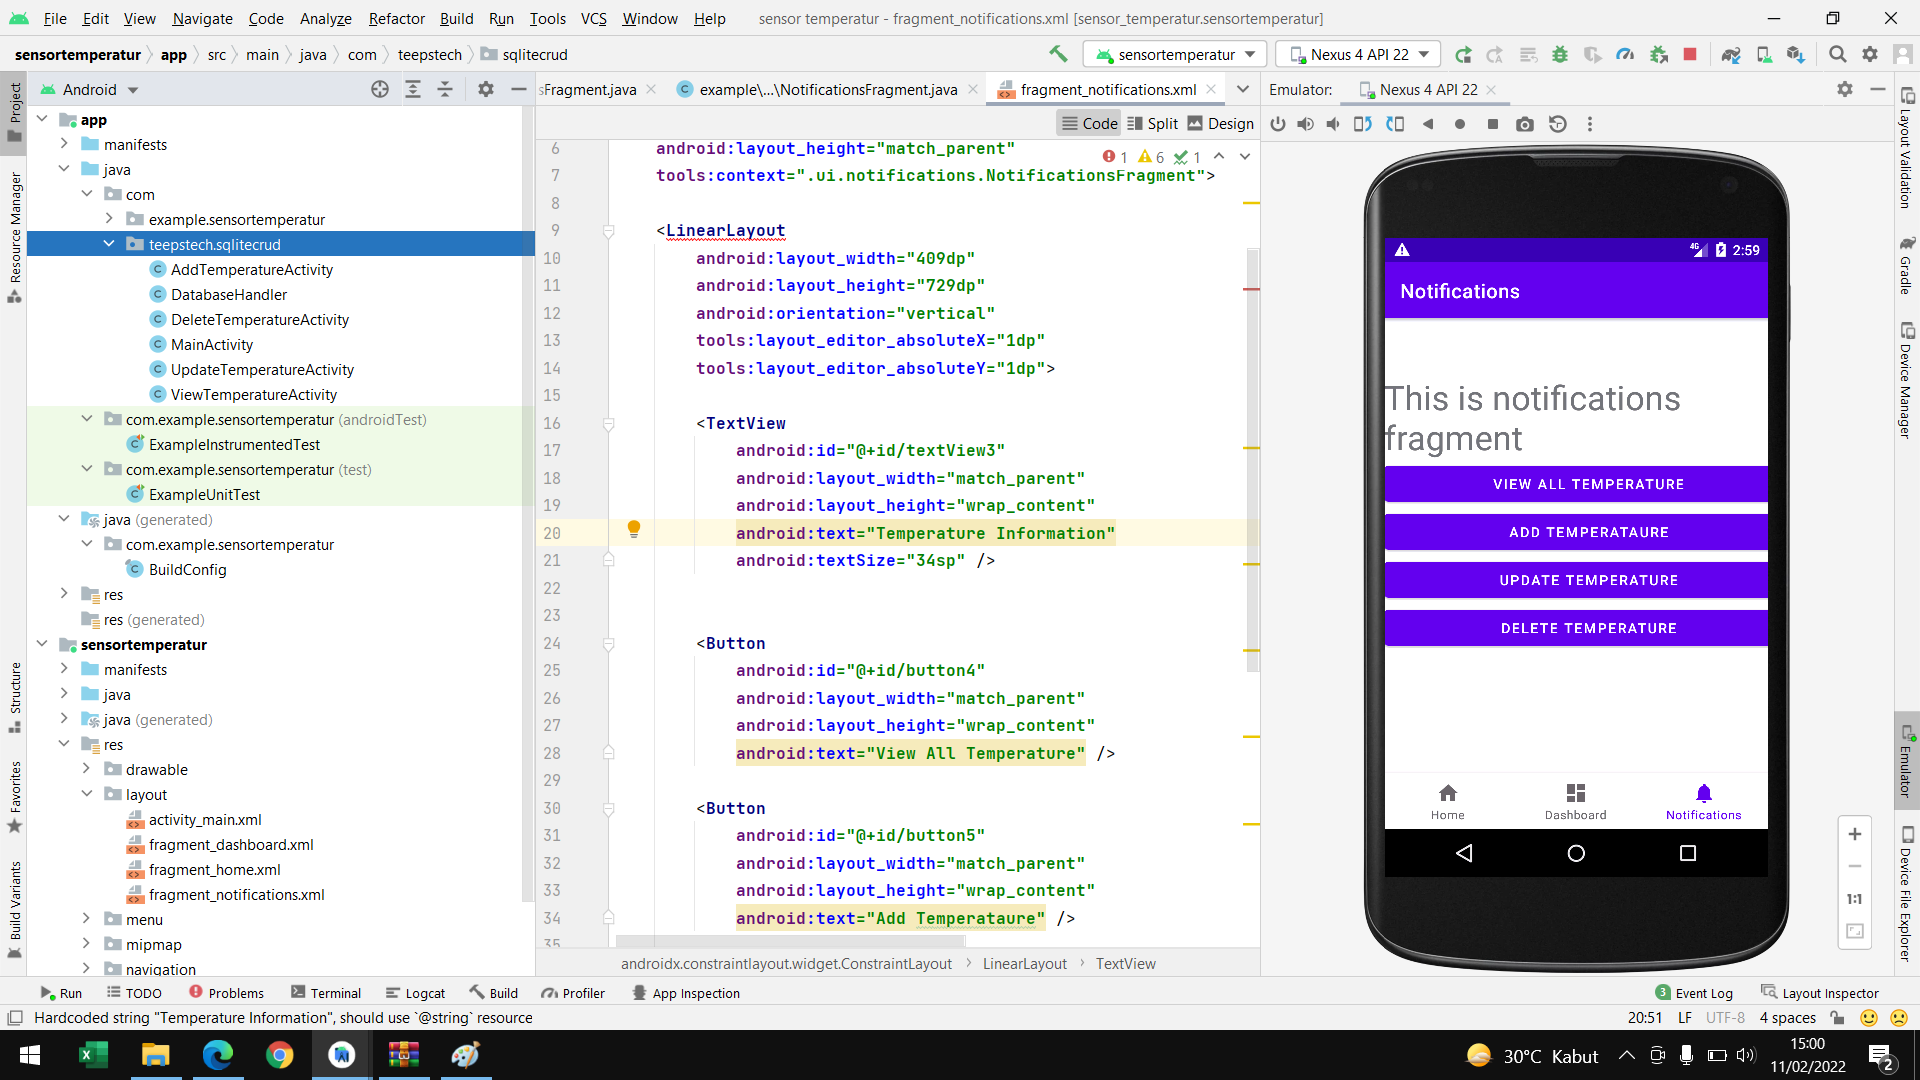 File Edit View Navigate Code Analyze Refactor Build Run Tools VCS Window Help sensor temperatur - fragment_notifications.xml [sensor_temperatur.sensortemperatur]
sensortemperatur app src main java com teepstech sqlitecrud sensortemperatur Nexus 4 API 22
Android sFragment.java example\...\NotificationsFragment.java fragment_notifications.xml Emulator: Nexus 4 API 22
Code Split Design
Project
Resource Manager
Structure
Favorites
Build Variants
app
manifests
java
com
example.sensortemperatur
teepstech.sqlitecrud
AddTemperatureActivity
DatabaseHandler
DeleteTemperatureActivity
MainActivity
UpdateTemperatureActivity
ViewTemperatureActivity
com.example.sensortemperatur (androidTest)
ExampleInstrumentedTest
com.example.sensortemperatur (test)
ExampleUnitTest
java (generated)
com.example.sensortemperatur
BuildConfig
res
res (generated)
sensortemperatur
manifests
java
java (generated)
res
drawable
layout
activity_main.xml
fragment_dashboard.xml
fragment_home.xml
fragment_notifications.xml
menu
mipmap
navigation
1 6 1
6 android:layout_height="match_parent"
7 tools:context=".ui.notifications.NotificationsFragment">
8
9 <LinearLayout
10 android:layout_width="409dp"
11 android:layout_height="729dp"
12 android:orientation="vertical"
13 tools:layout_editor_absoluteX="1dp"
14 tools:layout_editor_absoluteY="1dp">
15
16 <TextView
17 android:id="@+id/textView3"
18 android:layout_width="match_parent"
19 android:layout_height="wrap_content"
20 android:text="Temperature Information"
21 android:textSize="34sp" />
22
23
24 <Button
25 android:id="@+id/button4"
26 android:layout_width="match_parent"
27 android:layout_height="wrap_content"
28 android:text="View All Temperature" />
29
30 <Button
31 android:id="@+id/button5"
32 android:layout_width="match_parent"
33 android:layout_height="wrap_content"
34 android:text="Add Temperataure" />
35
androidx.constraintlayout.widget.ConstraintLayout LinearLayout TextView
4G 2:59
Notifications
This is notifications
fragment
VIEW ALL TEMPERATURE
ADD TEMPERATAURE
UPDATE TEMPERATURE
DELETE TEMPERATURE
Home Dashboard Notifications
1:1
Layout Validation
Gradle
Device Manager
Emulator
Device File Explorer
Run TODO Problems Terminal Logcat Build Profiler App Inspection 3 Event Log Layout Inspector
Hardcoded string "Temperature Information", should use `@string` resource 20:51 LF UTF-8 4 spaces
30°C Kabut 15:00
11/02/2022 2